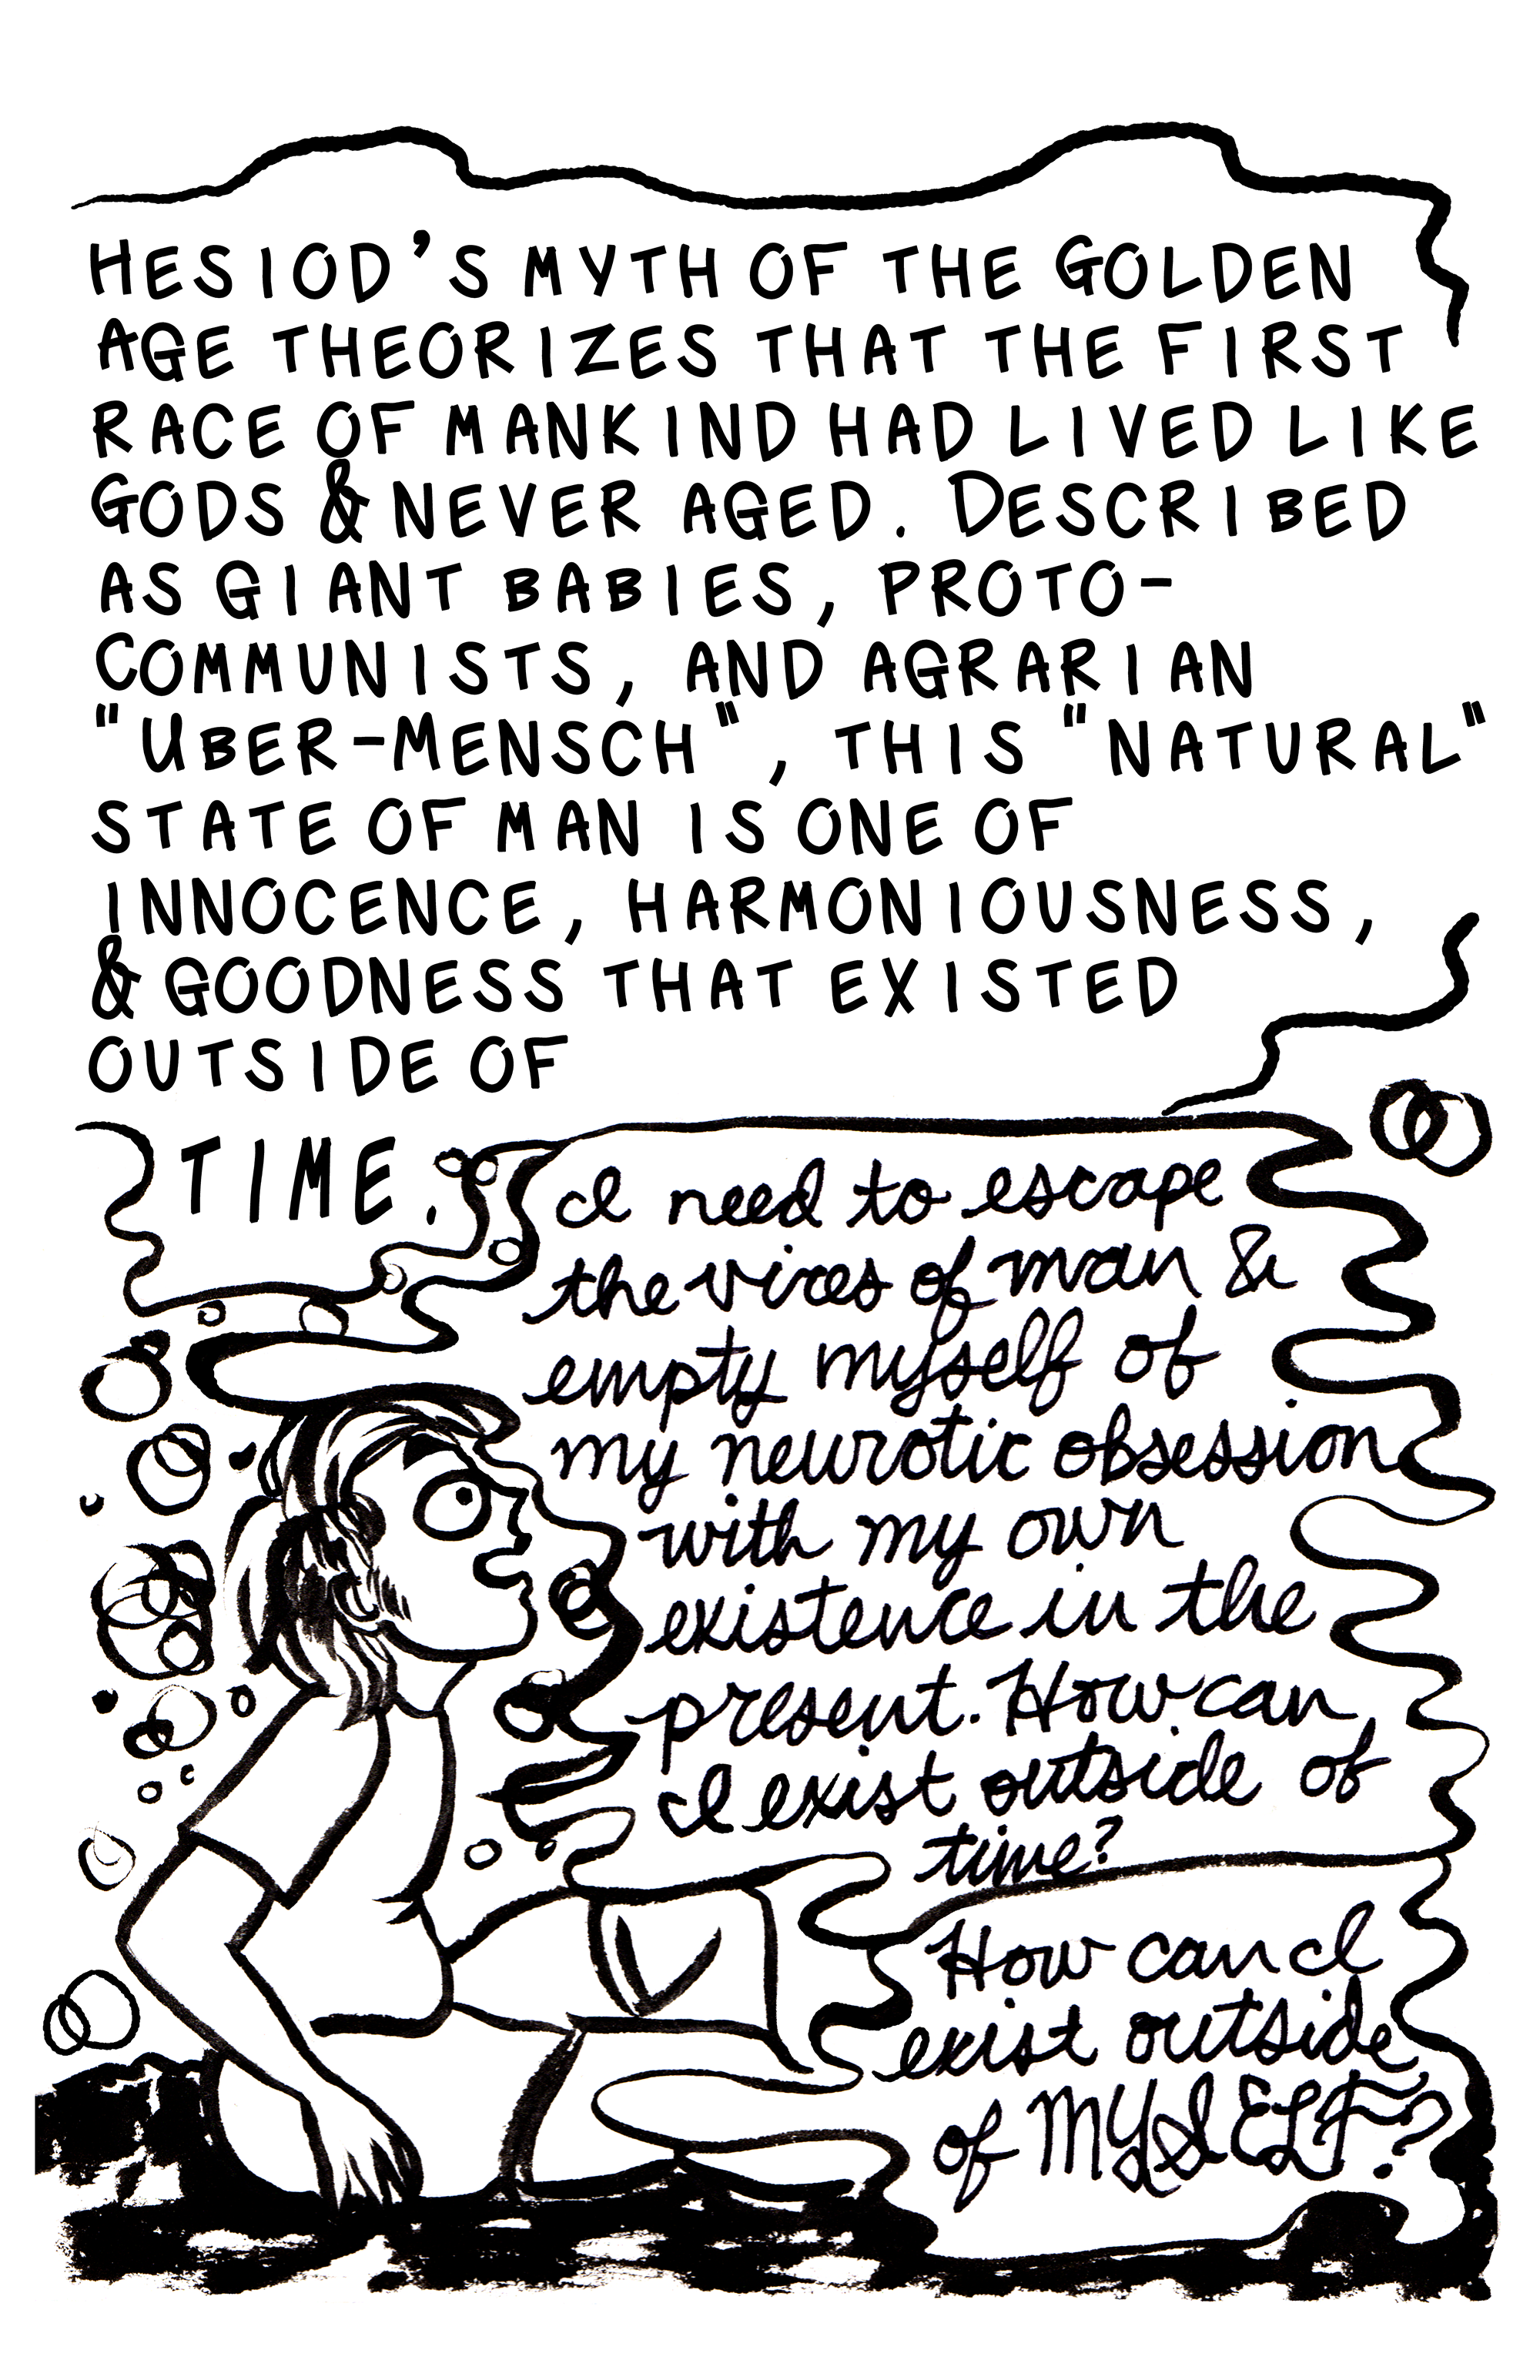 HESIOD'S MYTH OF THE GOLDEN
AGE THEORIZES THAT THE FIRST
RACE OF MANKIND HAD LIVED LIKE
GODS & NEVER AGED. DESCRIBED
AS GIANT BABIES, PROTO-
COMMUNISTS, AND AGRARIAN
"UBER-MENSCH", THIS "NATURAL"
STATE OF MAN IS ONE OF
INNOCENCE, HARMONIOUSNESS,
& GOODNESS THAT EXISTED
OUTSIDE OF
TIME.
I need to escape
the vices of man &
empty myself of
my neurotic obsession
with my own
existence in the
present. How can
I exist outside of
time?
How can I
exist outside
of MYSELF?